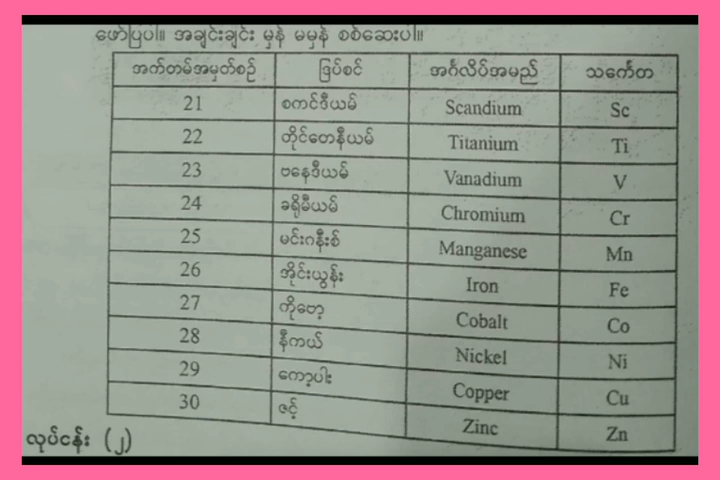 ဖော်ပြပါ။ အချင်းချင်း မှန် မမှန် စစ်ဆေးပါ။
အက်တမ်အမှတ်စဉ် ဒြပ်စင် အင်္ဂလိပ်အမည် သင်္ကေတ
21 စကင်ဒီယမ် Scandium Sc
22 တိုင်တေနီယမ် Titanium Ti
23 ဗနေဒီယမ် Vanadium V
24 ခရိုမီယမ် Chromium Cr
25 မင်းဂနီးစ် Manganese Mn
26 အိုင်းယွန်း Iron Fe
27 ကိုဗော့ Cobalt Co
28 နီကယ် Nickel Ni
29 ကော့ပါး Copper Cu
30 ဇင့် Zinc Zn
လုပ်ငန်း (၂)